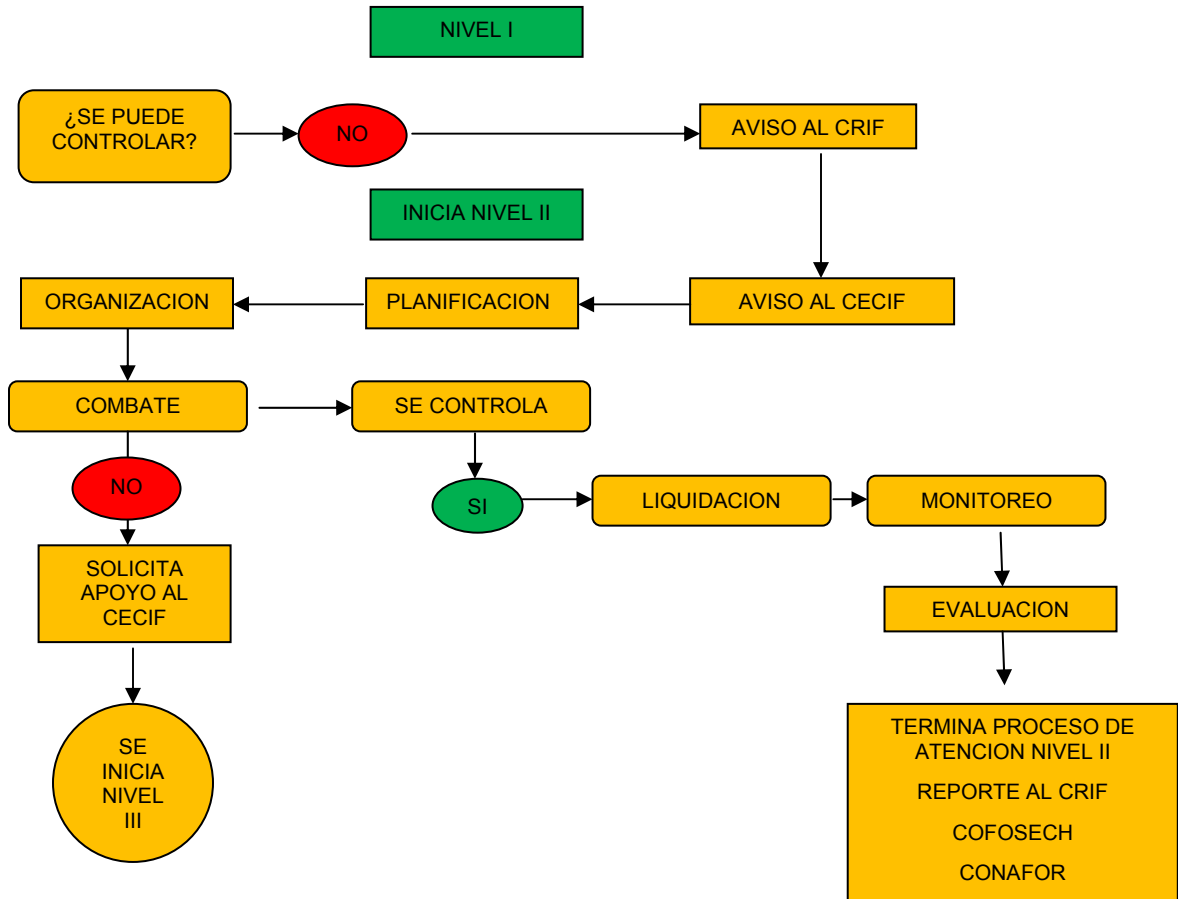 NIVEL I
¿SE PUEDE
CONTROLAR?
NO
AVISO AL CRIF
INICIA NIVEL II
ORGANIZACION
PLANIFICACION
AVISO AL CECIF
COMBATE
SE CONTROLA
NO
SI
LIQUIDACION
MONITOREO
SOLICITA
APOYO AL
CECIF
EVALUACION
SE
INICIA
NIVEL
III
TERMINA PROCESO DE
ATENCION NIVEL II
REPORTE AL CRIF
COFOSECH
CONAFOR